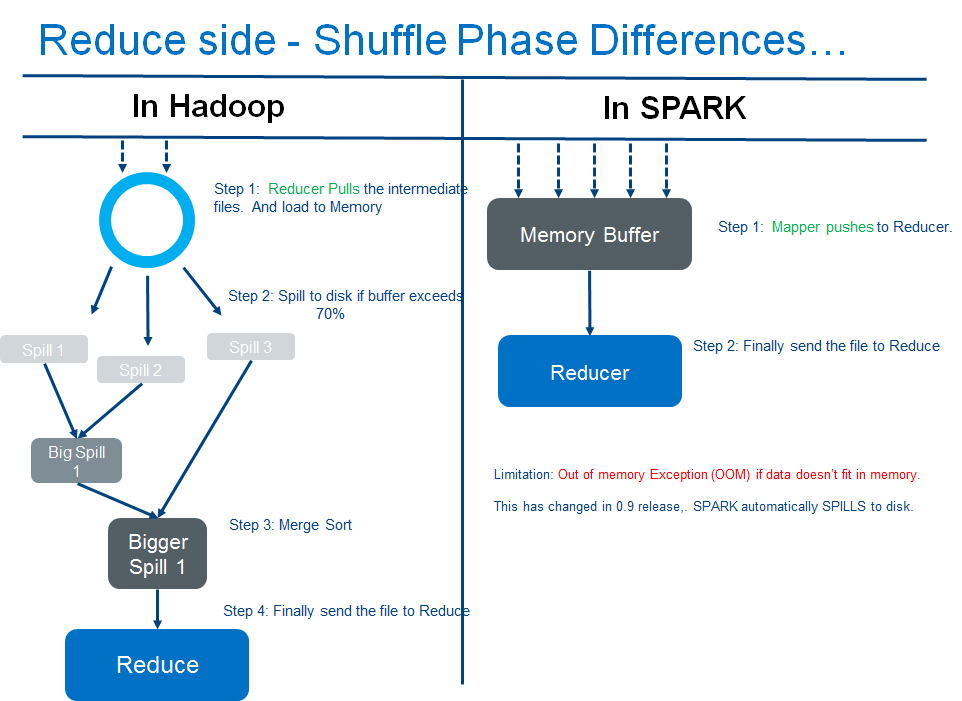 Reduce side - Shuffle Phase Differences…
In Hadoop
Step 1:  Reducer Pulls the intermediate
files.  And load to Memory
Step 2: Spill to disk if buffer exceeds
70%
Spill 1
Spill 2
Spill 3
Big Spill
1
Step 3: Merge Sort
Bigger
Spill 1
Step 4: Finally send the file to Reduce
Reduce
In SPARK
Memory Buffer
Step 1:  Mapper pushes to Reducer.
Reducer
Step 2: Finally send the file to Reduce
Limitation: Out of memory Exception (OOM) if data doesn't fit in memory.
This has changed in 0.9 release,.  SPARK automatically SPILLS to disk.